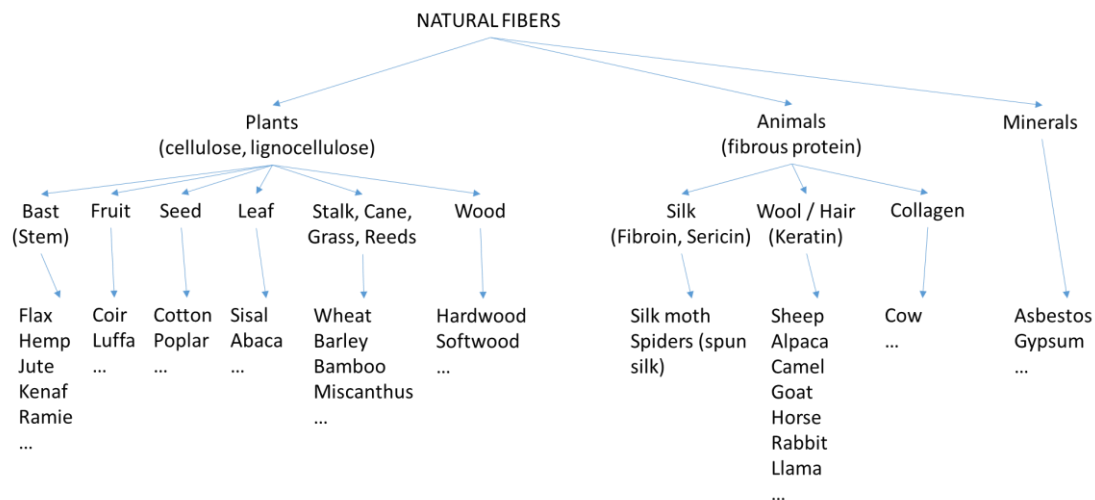 NATURAL FIBERS
Plants
(cellulose, lignocellulose)
Animals
(fibrous protein)
Minerals
Bast
(Stem)
Fruit
Seed
Leaf
Stalk, Cane,
Grass, Reeds
Wood
Silk
(Fibroin, Sericin)
Wool / Hair
(Keratin)
Collagen
Flax
Hemp
Jute
Kenaf
Ramie
...
Coir
Luffa
...
Cotton
Poplar
...
Sisal
Abaca
...
Wheat
Barley
Bamboo
Miscanthus
...
Hardwood
Softwood
...
Silk moth
Spiders (spun
silk)
Sheep
Alpaca
Camel
Goat
Horse
Rabbit
Llama
...
Cow
...
Asbestos
Gypsum
...